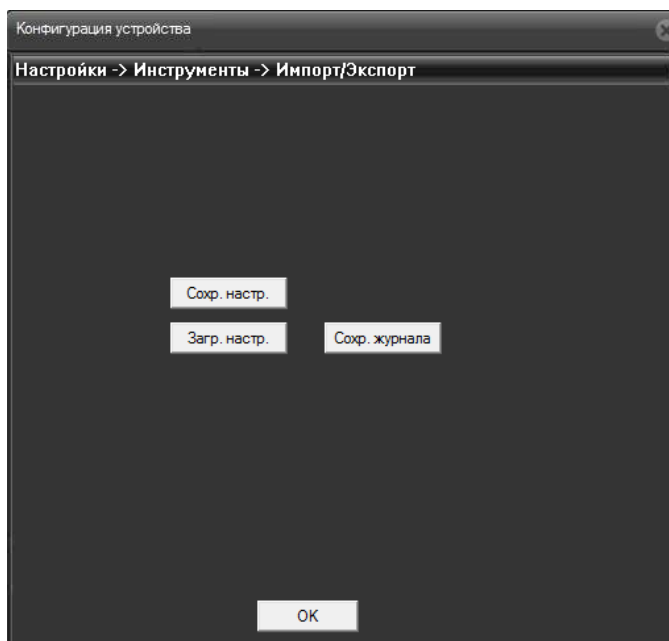 Конфигурация устройства
Настройки -> Инструменты -> Импорт/Экспорт
Сохр. настр.
Загр. настр. Сохр. журнала
OK